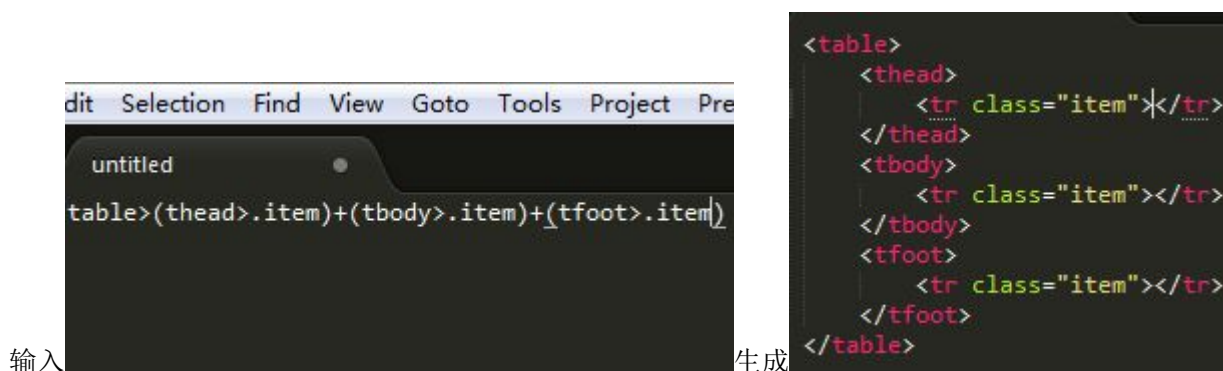 dit Selection Find View Goto Tools Project Pre
untitled
table>(thead>.item)+(tbody>.item)+(tfoot>.item)
输入
生成
<table>
<thead>
<tr class="item"></tr>
</thead>
<tbody>
<tr class="item"></tr>
</tbody>
<tfoot>
<tr class="item"></tr>
</tfoot>
</table>